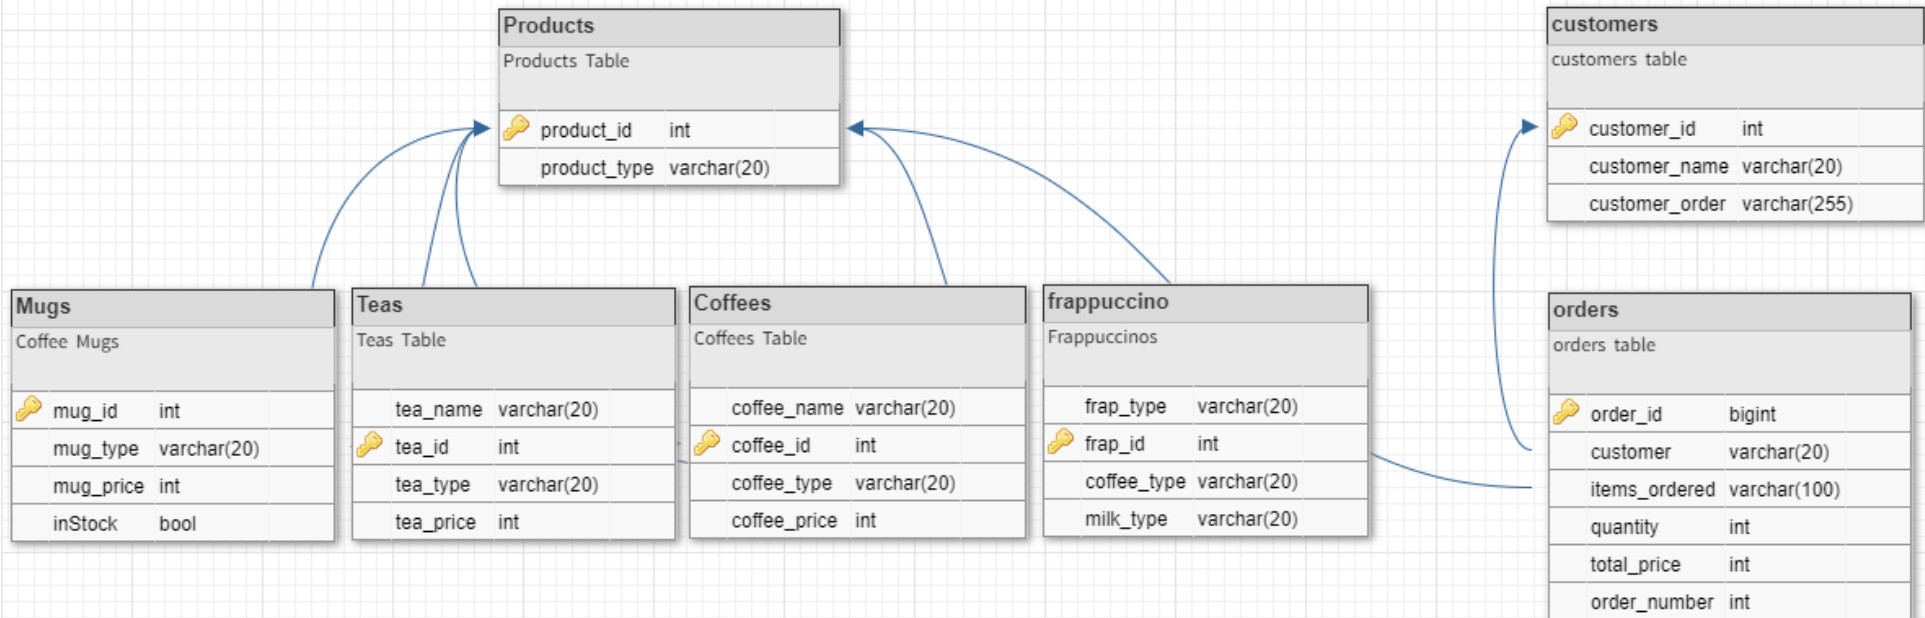 Products
Products Table
product_id int
product_type varchar(20)
customers
customers table
customer_id int
customer_name varchar(20)
customer_order varchar(255)
Mugs
Coffee Mugs
mug_id int
mug_type varchar(20)
mug_price int
inStock bool
Teas
Teas Table
tea_name varchar(20)
tea_id int
tea_type varchar(20)
tea_price int
Coffees
Coffees Table
coffee_name varchar(20)
coffee_id int
coffee_type varchar(20)
coffee_price int
frappuccino
Frappuccinos
frap_type varchar(20)
frap_id int
coffee_type varchar(20)
milk_type varchar(20)
orders
orders table
order_id bigint
customer varchar(20)
items_ordered varchar(100)
quantity int
total_price int
order_number int